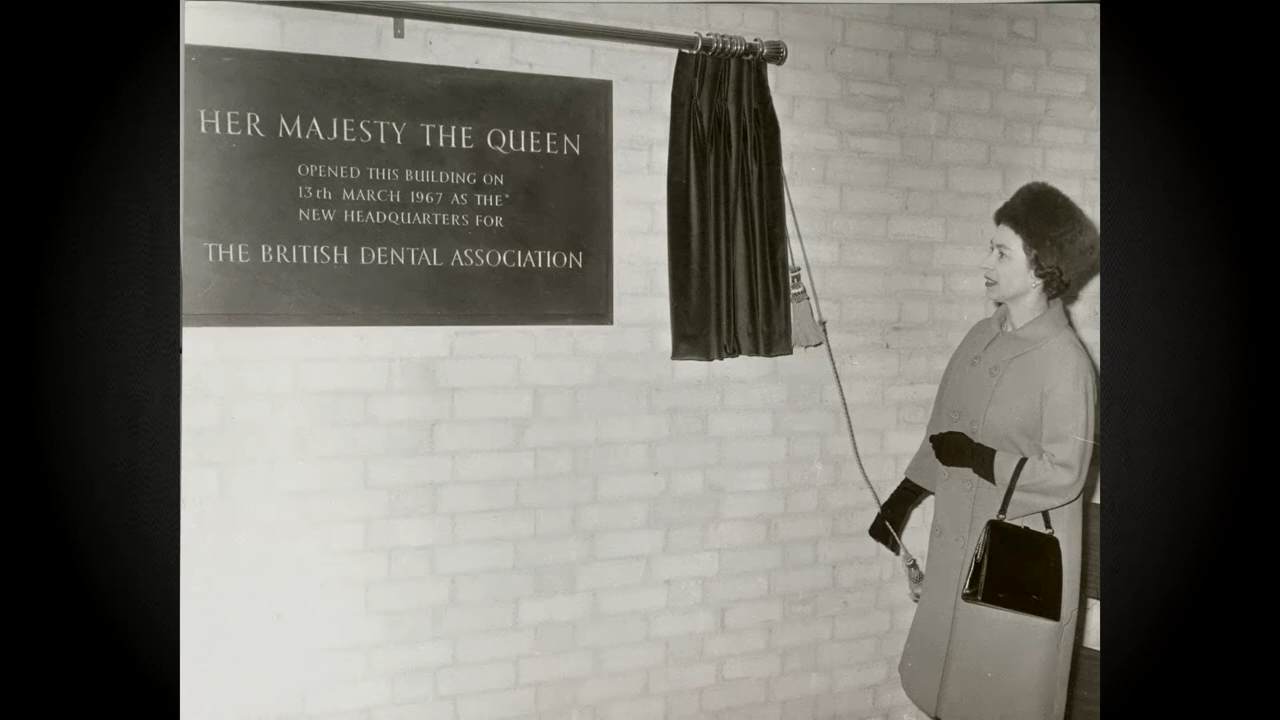 HER MAJESTY THE QUEEN
OPENED THIS BUILDING ON
13th MARCH 1967 AS THE
NEW HEADQUARTERS FOR
THE BRITISH DENTAL ASSOCIATION